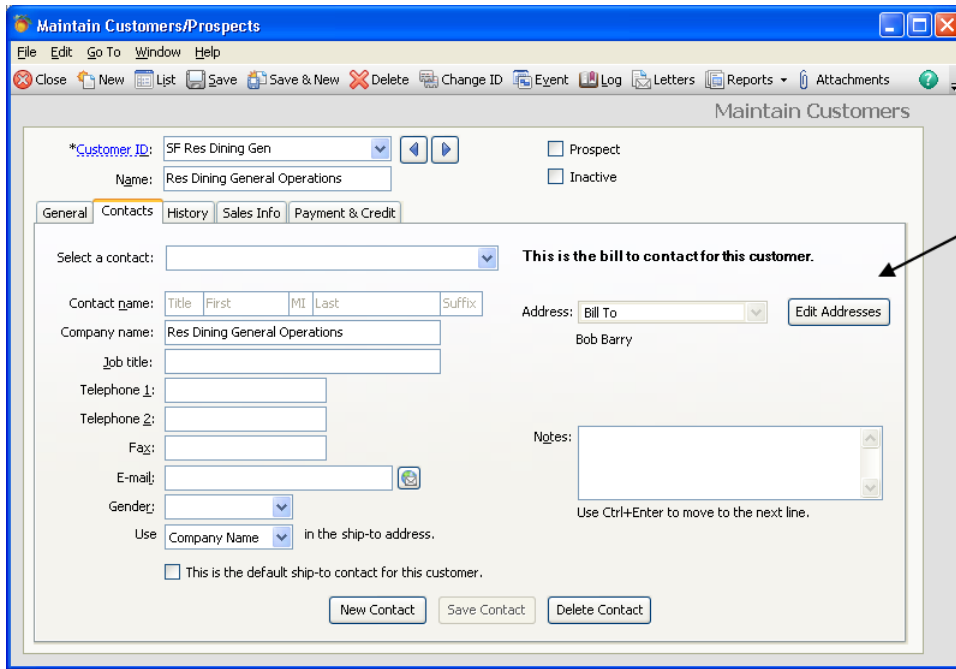 Maintain Customers/Prospects
File Edit Go To Window Help
Close New List Save Save & New Delete Change ID Event Log Letters Reports Attachments ?
Maintain Customers
*Customer ID: SF Res Dining Gen Prospect
Name: Res Dining General Operations Inactive
General Contacts History Sales Info Payment & Credit
Select a contact: This is the bill to contact for this customer.
Contact name: Title First MI Last Suffix Address: Bill To Edit Addresses
Company name: Res Dining General Operations Bob Barry
Job title:
Telephone 1:
Telephone 2:
Fax: Notes:
E-mail:
Gender: Use Ctrl+Enter to move to the next line.
Use Company Name in the ship-to address.
This is the default ship-to contact for this customer.
New Contact Save Contact Delete Contact